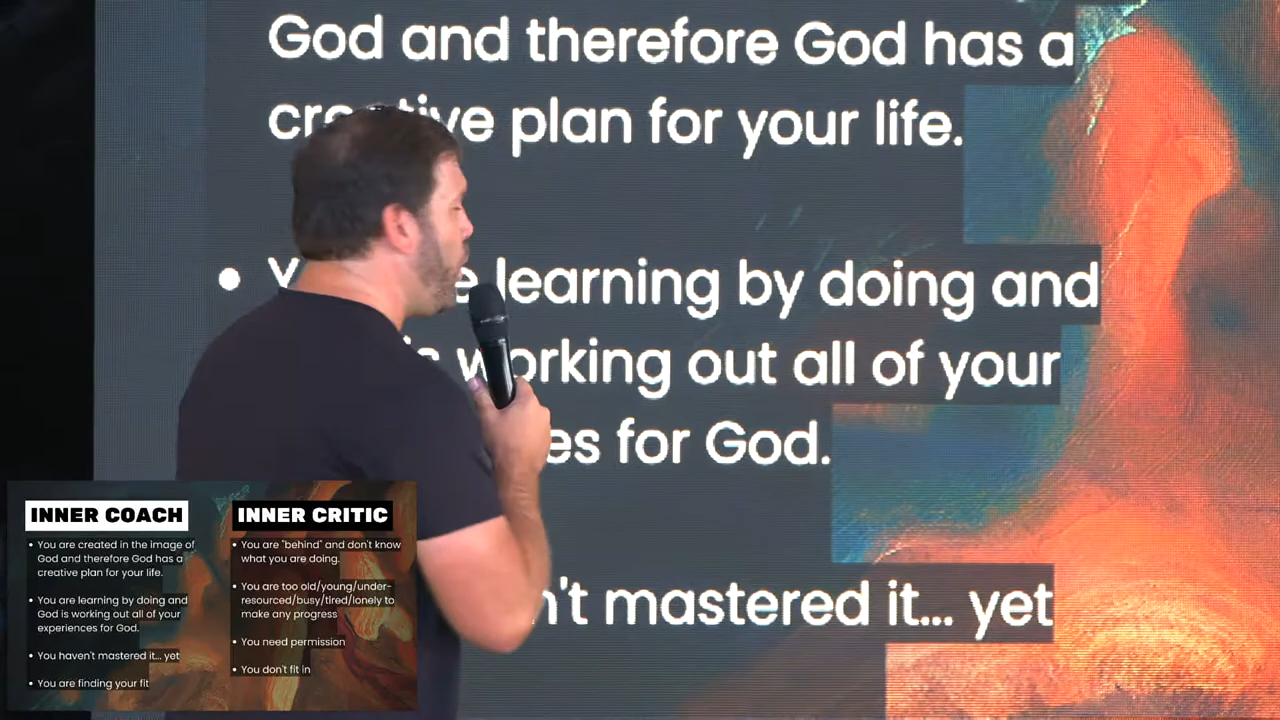 God and therefore God has a
plan for your life.
learning by doing and
working out all of your
for God.
mastered it... yet
INNER COACH
• You are created in the image of
God and therefore God has a
creative plan for your life.
• You are learning by doing and
God is working out all of your
experiences for God.
• You haven't mastered it... yet
• You are finding your fit
INNER CRITIC
• You are "behind" and don't know
what you are doing.
• You are too old/young/under-
resourced/busy/tired/lonely to
make any progress
• You need permission
• You don't fit in